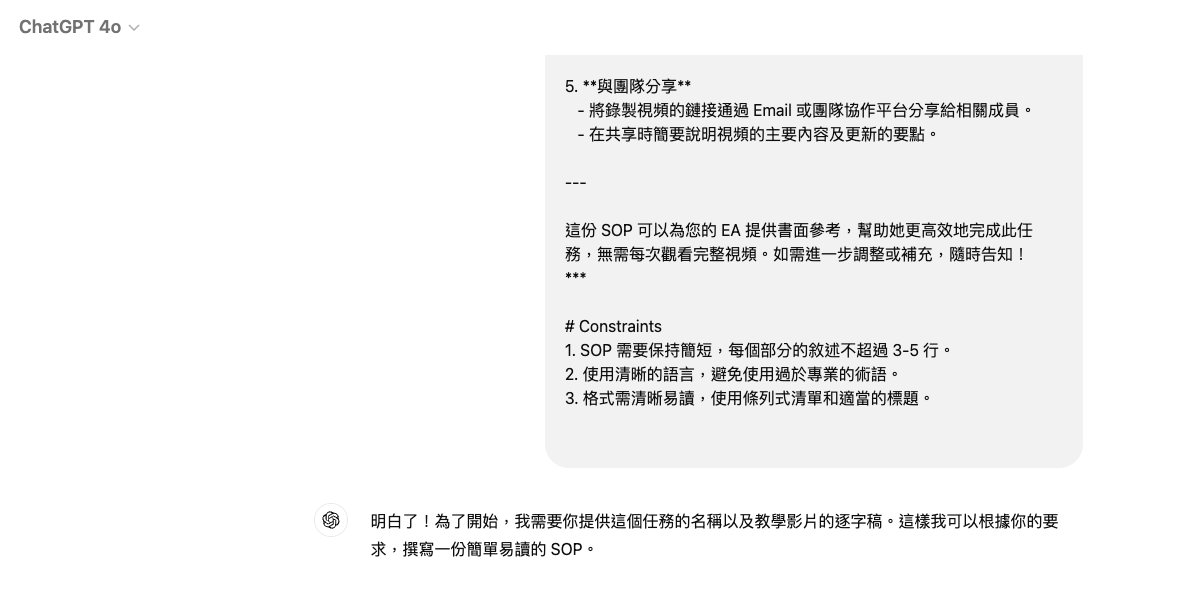 ChatGPT 4o
5. **與團隊分享**
- 將錄製視頻的鏈接通過 Email 或團隊協作平台分享給相關成員。
- 在共享時簡要說明視頻的主要內容及更新的要點。
---
這份 SOP 可以為您的 EA 提供書面參考，幫助她更高效地完成此任
務，無需每次觀看完整視頻。如需進一步調整或補充，隨時告知！
***
# Constraints
1. SOP 需要保持簡短，每個部分的敘述不超過 3-5 行。
2. 使用清晰的語言，避免使用過於專業的術語。
3. 格式需清晰易讀，使用條列式清單和適當的標題。
明白了！為了開始，我需要你提供這個任務的名稱以及教學影片的逐字稿。這樣我可以根據你的要
求，撰寫一份簡單易讀的 SOP。